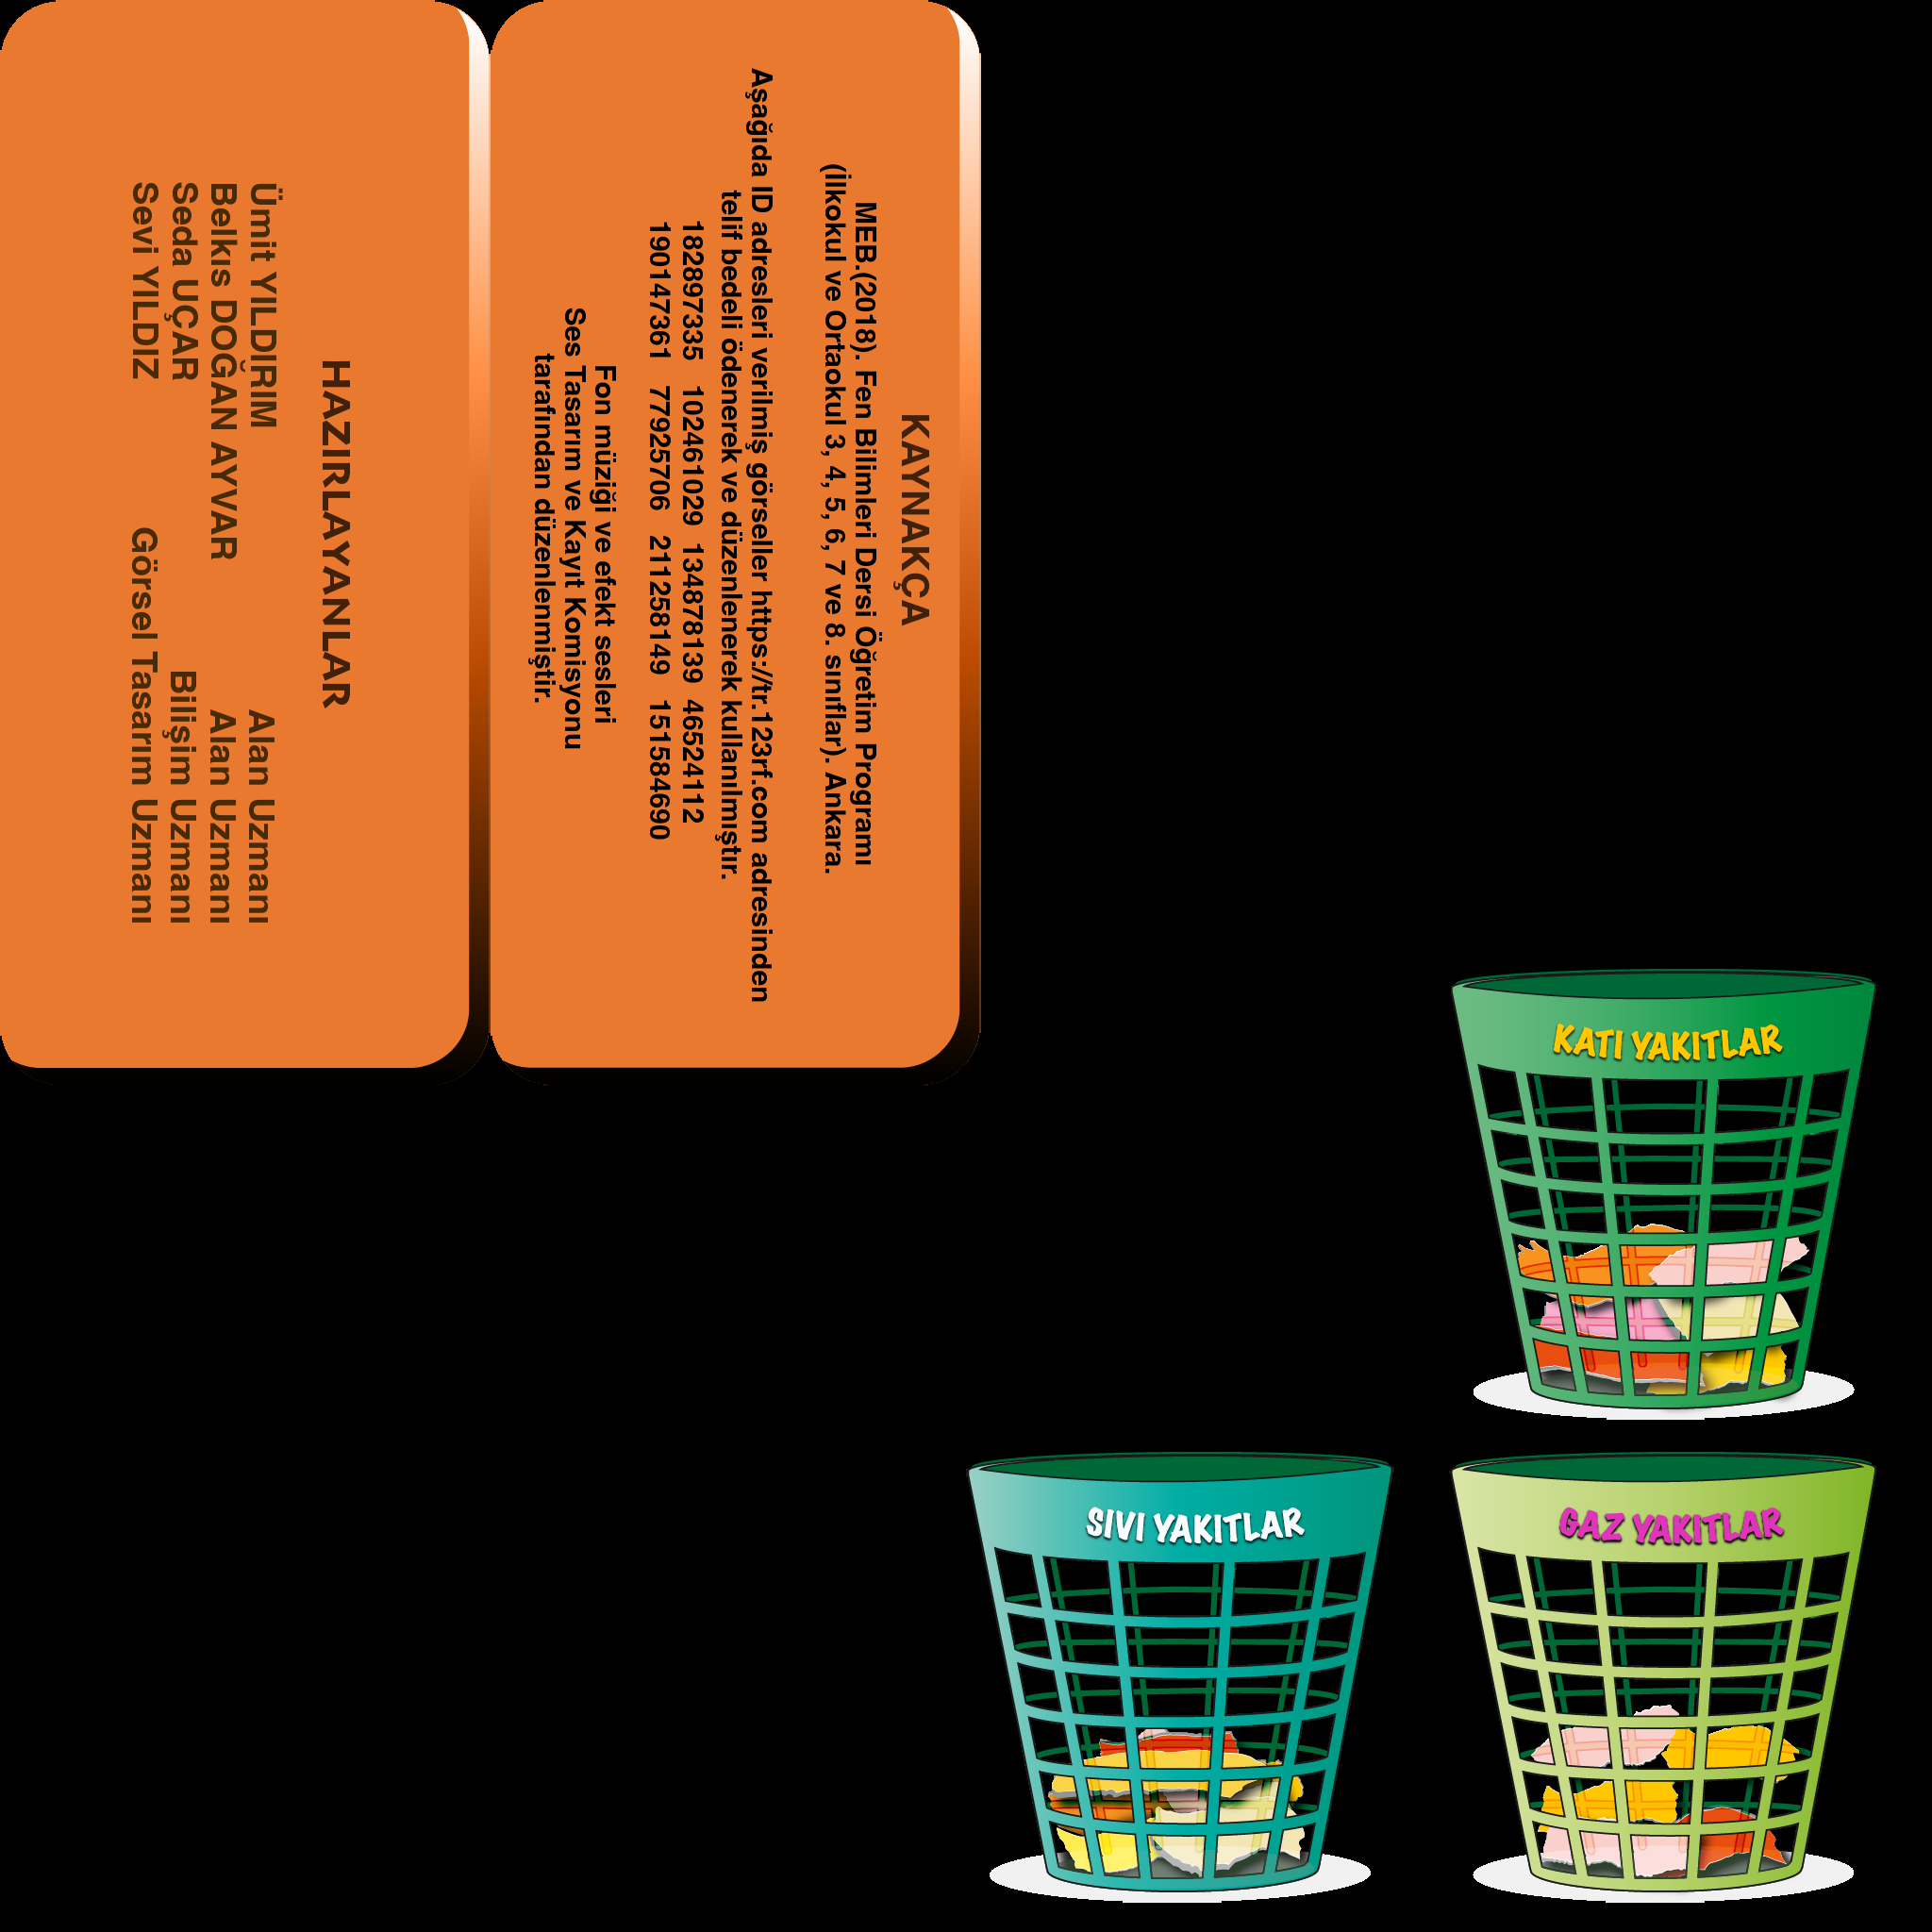 HAZIRLAYANLAR
Ümit YILDIRIM Alan Uzmanı
Belkıs DOĞAN AYVAR Alan Uzmanı
Seda UÇAR Bilişim Uzmanı
Sevi YILDIZ Görsel Tasarım Uzmanı
KAYNAKÇA
MEB.(2018). Fen Bilimleri Dersi Öğretim Programı
(İlkokul ve Ortaokul 3, 4, 5, 6, 7 ve 8. sınıflar). Ankara.
Aşağıda ID adresleri verilmiş görseller https://tr.123rf.com adresinden
telif bedeli ödenerek ve düzenlenerek kullanılmıştır.
182897335 102461029 134878139 46524112
190147361 77925706 211258149 151584690
Fon müziği ve efekt sesleri
Ses Tasarım ve Kayıt Komisyonu
tarafından düzenlenmiştir.
KATI YAKITLAR
SIVI YAKITLAR
GAZ YAKITLAR